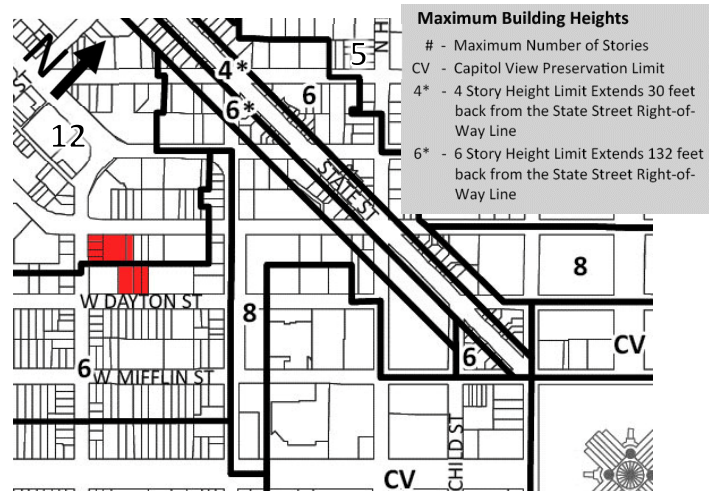 Maximum Building Heights
# - Maximum Number of Stories
CV - Capitol View Preservation Limit
4* - 4 Story Height Limit Extends 30 feet
back from the State Street Right-of-
Way Line
6* - 6 Story Height Limit Extends 132 feet
back from the State Street Right-of-
Way Line
N
5
4*
6*
6
12
STATE ST
8
W DAYTON ST
8
6
CV
6
W MIFFLIN ST
CV